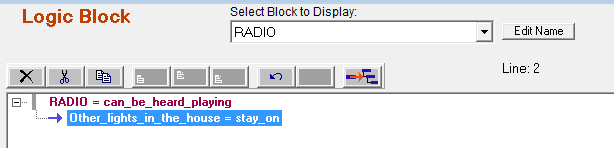 Logic Block
Select Block to Display:
RADIO
Edit Name
Line: 2
RADIO = can_be_heard_playing
Other_lights_in_the_house = stay_on